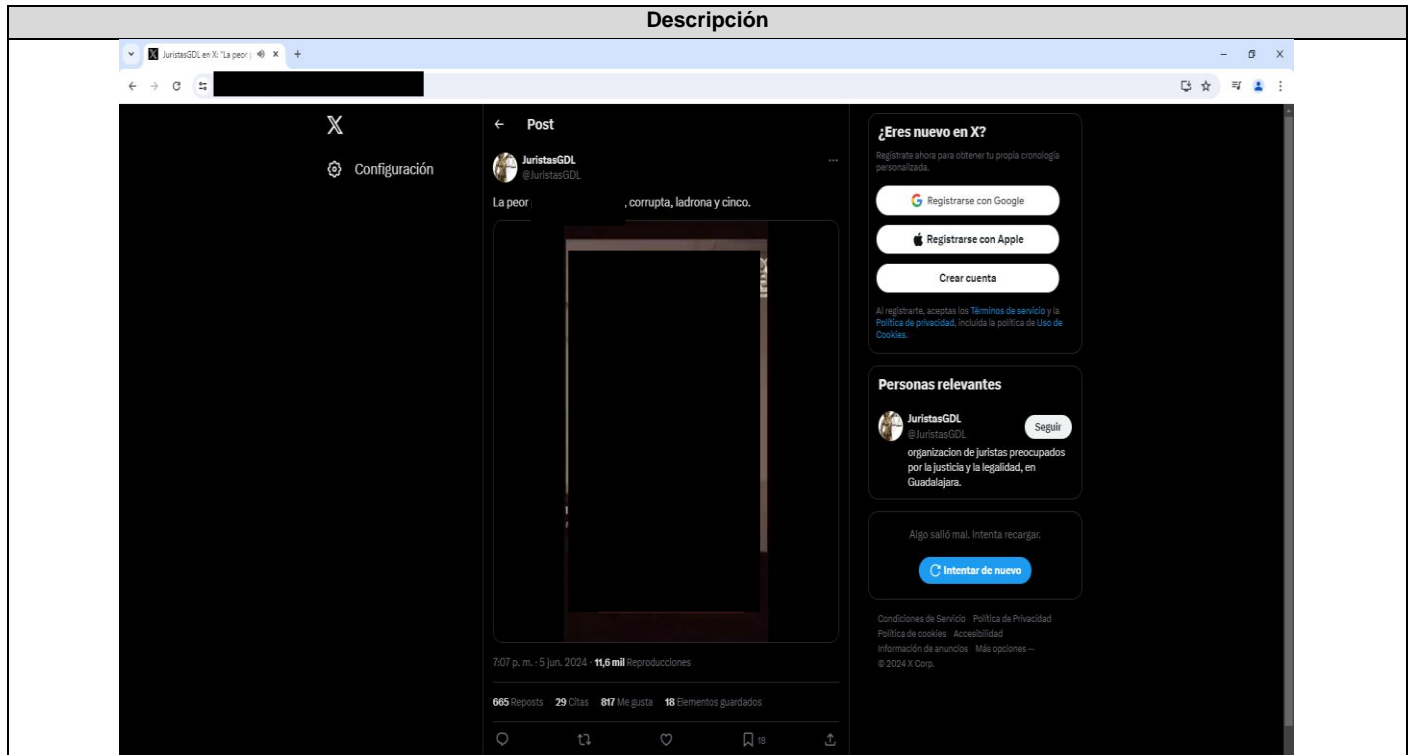 Descripción
JuristasGDL en X: "La peor
Post
JuristasGDL
@JuristasGDL
Configuración
La peor , corrupta, ladrona y cinco.
7:07 p. m. · 5 jun. 2024 · 11,6 mil Reproducciones
665 Reposts 29 Citas 817 Me gusta 18 Elementos guardados
18
¿Eres nuevo en X?
Regístrate ahora para obtener tu propia cronología
personalizada.
Registrarse con Google
Registrarse con Apple
Crear cuenta
Al registrarte, aceptas los Términos de servicio y la
Política de privacidad, incluida la política de Uso de
Cookies.
Personas relevantes
JuristasGDL
@JuristasGDL
Seguir
organizacion de juristas preocupados
por la justicia y la legalidad, en
Guadalajara.
Algo salió mal. Intenta recargar.
Intentar de nuevo
Condiciones de Servicio Política de Privacidad
Política de cookies Accesibilidad
Información de anuncios Más opciones ···
© 2024 X Corp.